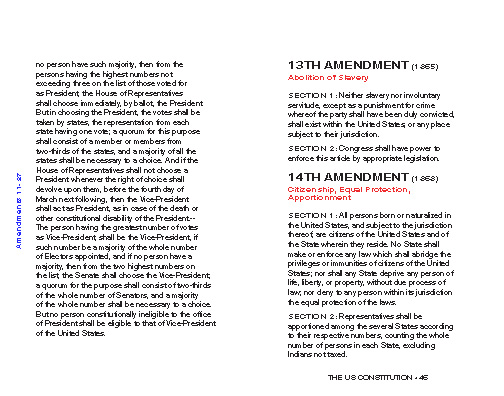 no person have such majority, then from the
persons having the highest numbers not
exceeding three on the list of those voted for
as President, the House of Representatives
shall choose immediately, by ballot, the President.
But in choosing the President, the votes shall be
taken by states, the representation from each
state having one vote; a quorum for this purpose
shall consist of a member or members from
two-thirds of the states, and a majority of all the
states shall be necessary to a choice. And if the
House of Representatives shall not choose a
President whenever the right of choice shall
devolve upon them, before the fourth day of
March next following, then the Vice-President
shall act as President, as in case of the death or
other constitutional disability of the President.--
The person having the greatest number of votes
as Vice-President, shall be the Vice-President, if
such number be a majority of the whole number
of Electors appointed, and if no person have a
majority, then from the two highest numbers on
the list, the Senate shall choose the Vice-President;
a quorum for the purpose shall consist of two-thirds
of the whole number of Senators, and a majority
of the whole number shall be necessary to a choice.
But no person constitutionally ineligible to the office
of President shall be eligible to that of Vice-President
of the United States.
Amendments 11-27
13TH AMENDMENT (1865)
Abolition of Slavery
SECTION 1: Neither slavery nor involuntary
servitude, except as a punishment for crime
whereof the party shall have been duly convicted,
shall exist within the United States, or any place
subject to their jurisdiction.
SECTION 2: Congress shall have power to
enforce this article by appropriate legislation.
14TH AMENDMENT (1868)
Citizenship, Equal Protection,
Apportionment
SECTION 1: All persons born or naturalized in
the United States, and subject to the jurisdiction
thereof, are citizens of the United States and of
the State wherein they reside. No State shall
make or enforce any law which shall abridge the
privileges or immunities of citizens of the United
States; nor shall any State deprive any person of
life, liberty, or property, without due process of
law; nor deny to any person within its jurisdiction
the equal protection of the laws.
SECTION 2: Representatives shall be
apportioned among the several States according
to their respective numbers, counting the whole
number of persons in each State, excluding
Indians not taxed.
THE US CONSTITUTION • 45